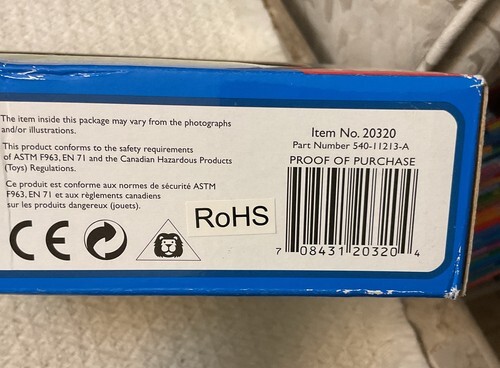 The item inside this package may vary from the photographs
and/or illustrations.
This product conforms to the safety requirements
of ASTM F963, EN 71 and the Canadian Hazardous Products
(Toys) Regulations.
Ce produit est conforme aux normes de sécurité ASTM
F963, EN 71 et aux règlements canadiens
sur les produits dangereux (jouets).
CE
RoHS
Item No. 20320
Part Number 540-11213-A
PROOF OF PURCHASE
7 08431 20320 4